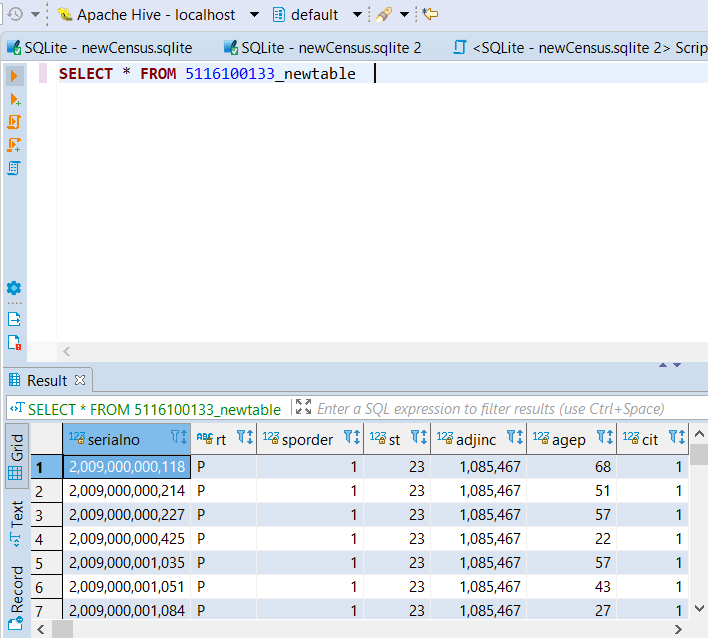 Apache Hive - localhost default
SQLite - newCensus.sqlite SQLite - newCensus.sqlite 2 <SQLite - newCensus.sqlite 2> Scrip
SELECT * FROM 5116100133_newtable
Result
SELECT * FROM 5116100133_newtable Enter a SQL expression to filter results (use Ctrl+Space)
Grid
Text
Record
123 serialno ABC rt 123 sporder 123 st 123 adjinc 123 agep 123 cit
1 2,009,000,000,118 P 1 23 1,085,467 68 1
2 2,009,000,000,214 P 1 23 1,085,467 51 1
3 2,009,000,000,227 P 1 23 1,085,467 57 1
4 2,009,000,000,425 P 1 23 1,085,467 22 1
5 2,009,000,001,035 P 1 23 1,085,467 57 1
6 2,009,000,001,051 P 1 23 1,085,467 43 1
7 2,009,000,001,084 P 1 23 1,085,467 27 1